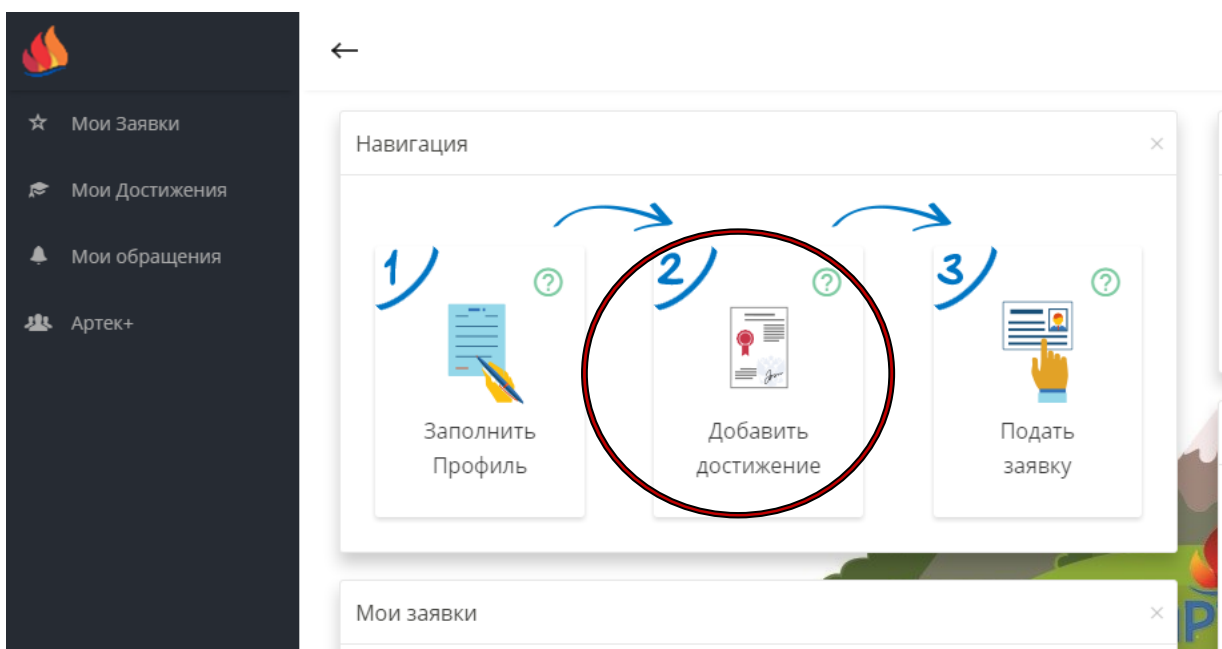 Мои Заявки
Мои Достижения
Мои обращения
Артек+
Навигация
1
2
3
Заполнить
Профиль
Добавить
достижение
Подать
заявку
Мои заявки